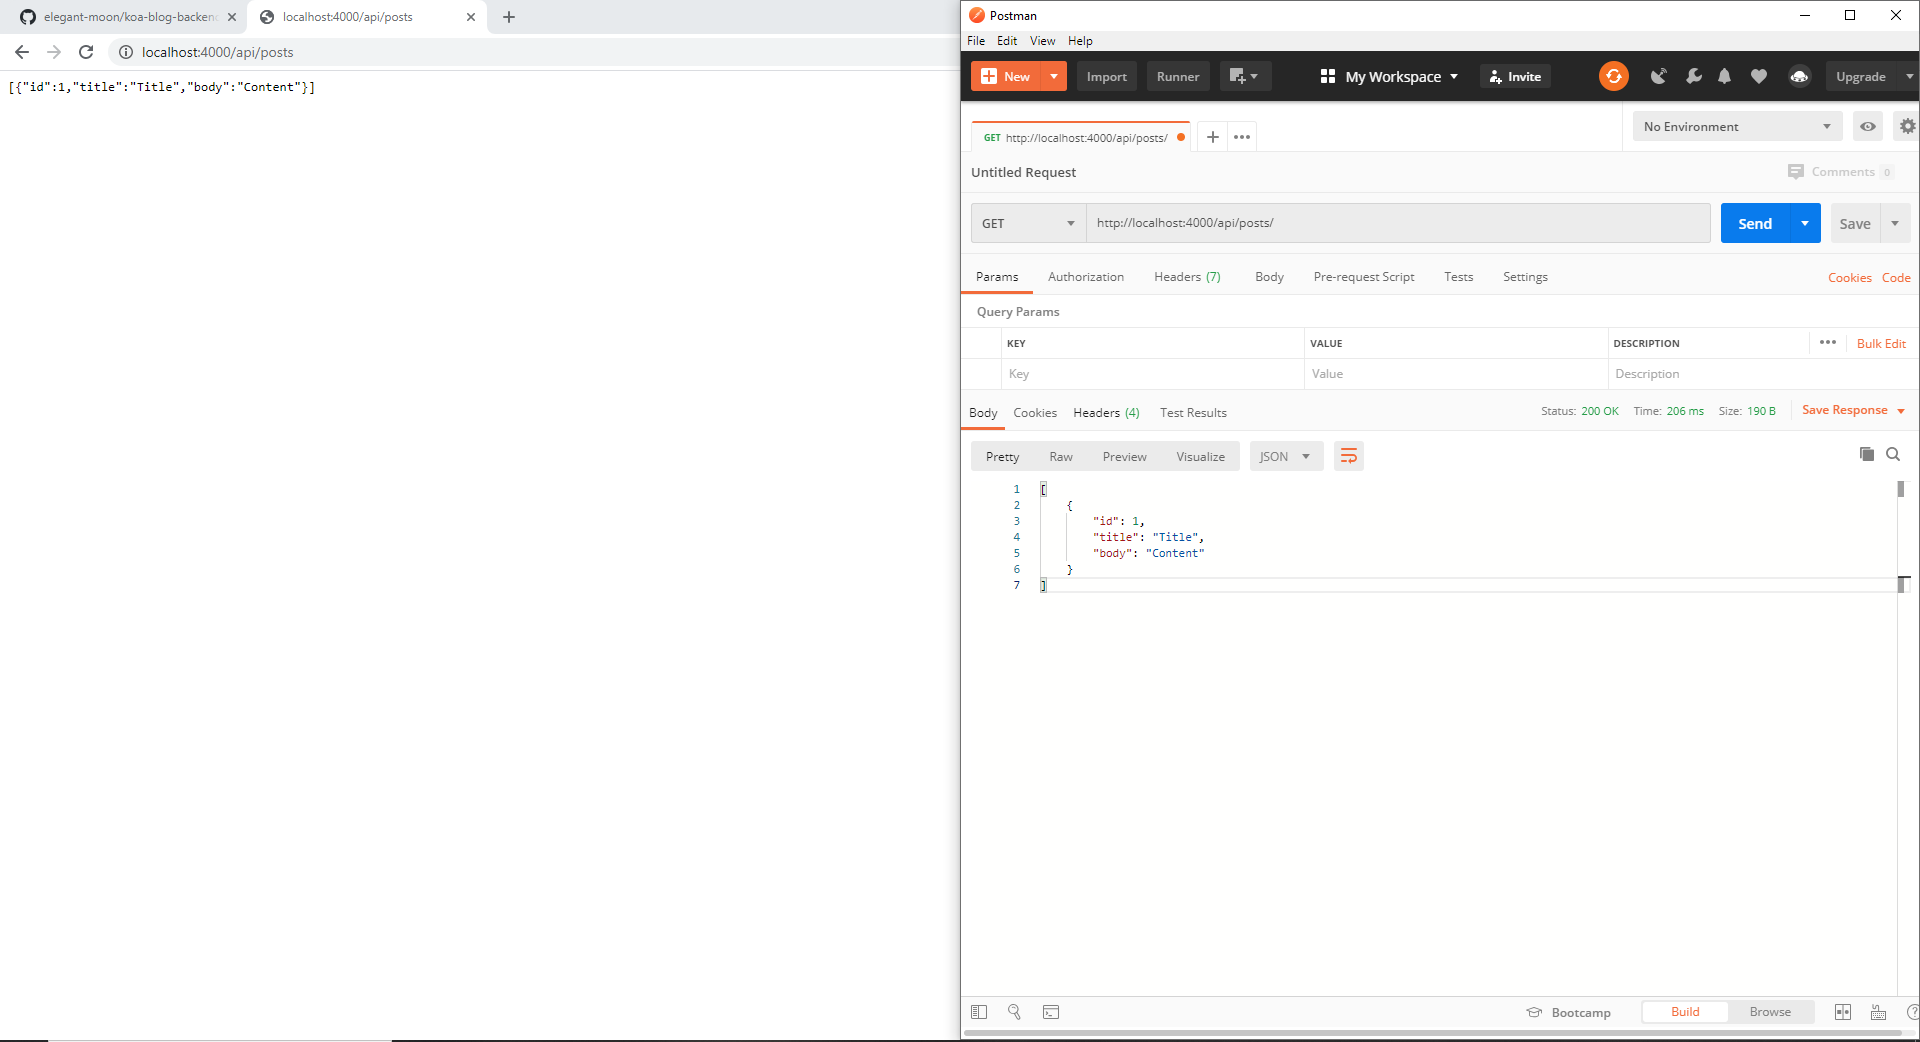 elegant-moon/koa-blog-backend
localhost:4000/api/posts
localhost:4000/api/posts
[{"id":1,"title":"Title","body":"Content"}]
Postman
File Edit View Help
New Import Runner My Workspace Invite Upgrade
GET http://localhost:4000/api/posts/ No Environment
Untitled Request Comments 0
GET http://localhost:4000/api/posts/ Send Save
Params Authorization Headers (7) Body Pre-request Script Tests Settings Cookies Code
Query Params
KEY VALUE DESCRIPTION Bulk Edit
Key Value Description
Body Cookies Headers (4) Test Results Status: 200 OK Time: 206 ms Size: 190 B Save Response
Pretty Raw Preview Visualize JSON
1 [
2 {
3 "id": 1,
4 "title": "Title",
5 "body": "Content"
6 }
7 ]
Bootcamp Build Browse